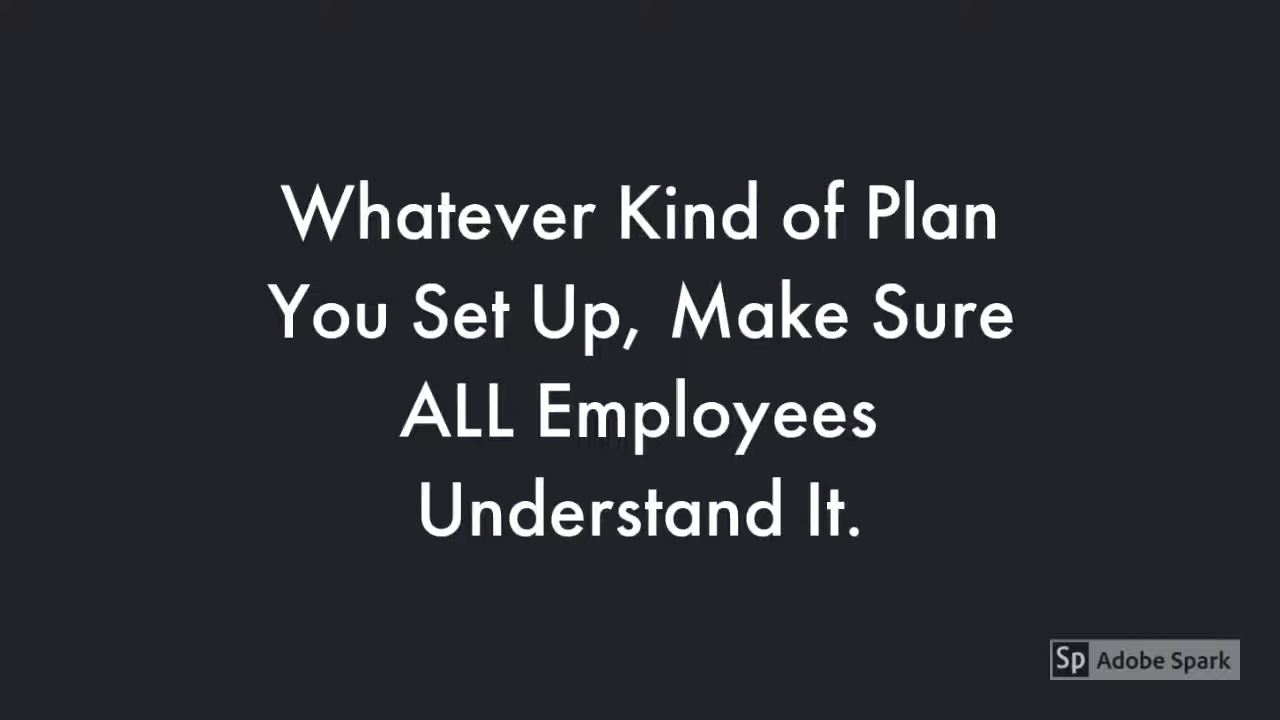 Whatever Kind of Plan
You Set Up, Make Sure
ALL Employees
Understand It.
Sp Adobe Spark